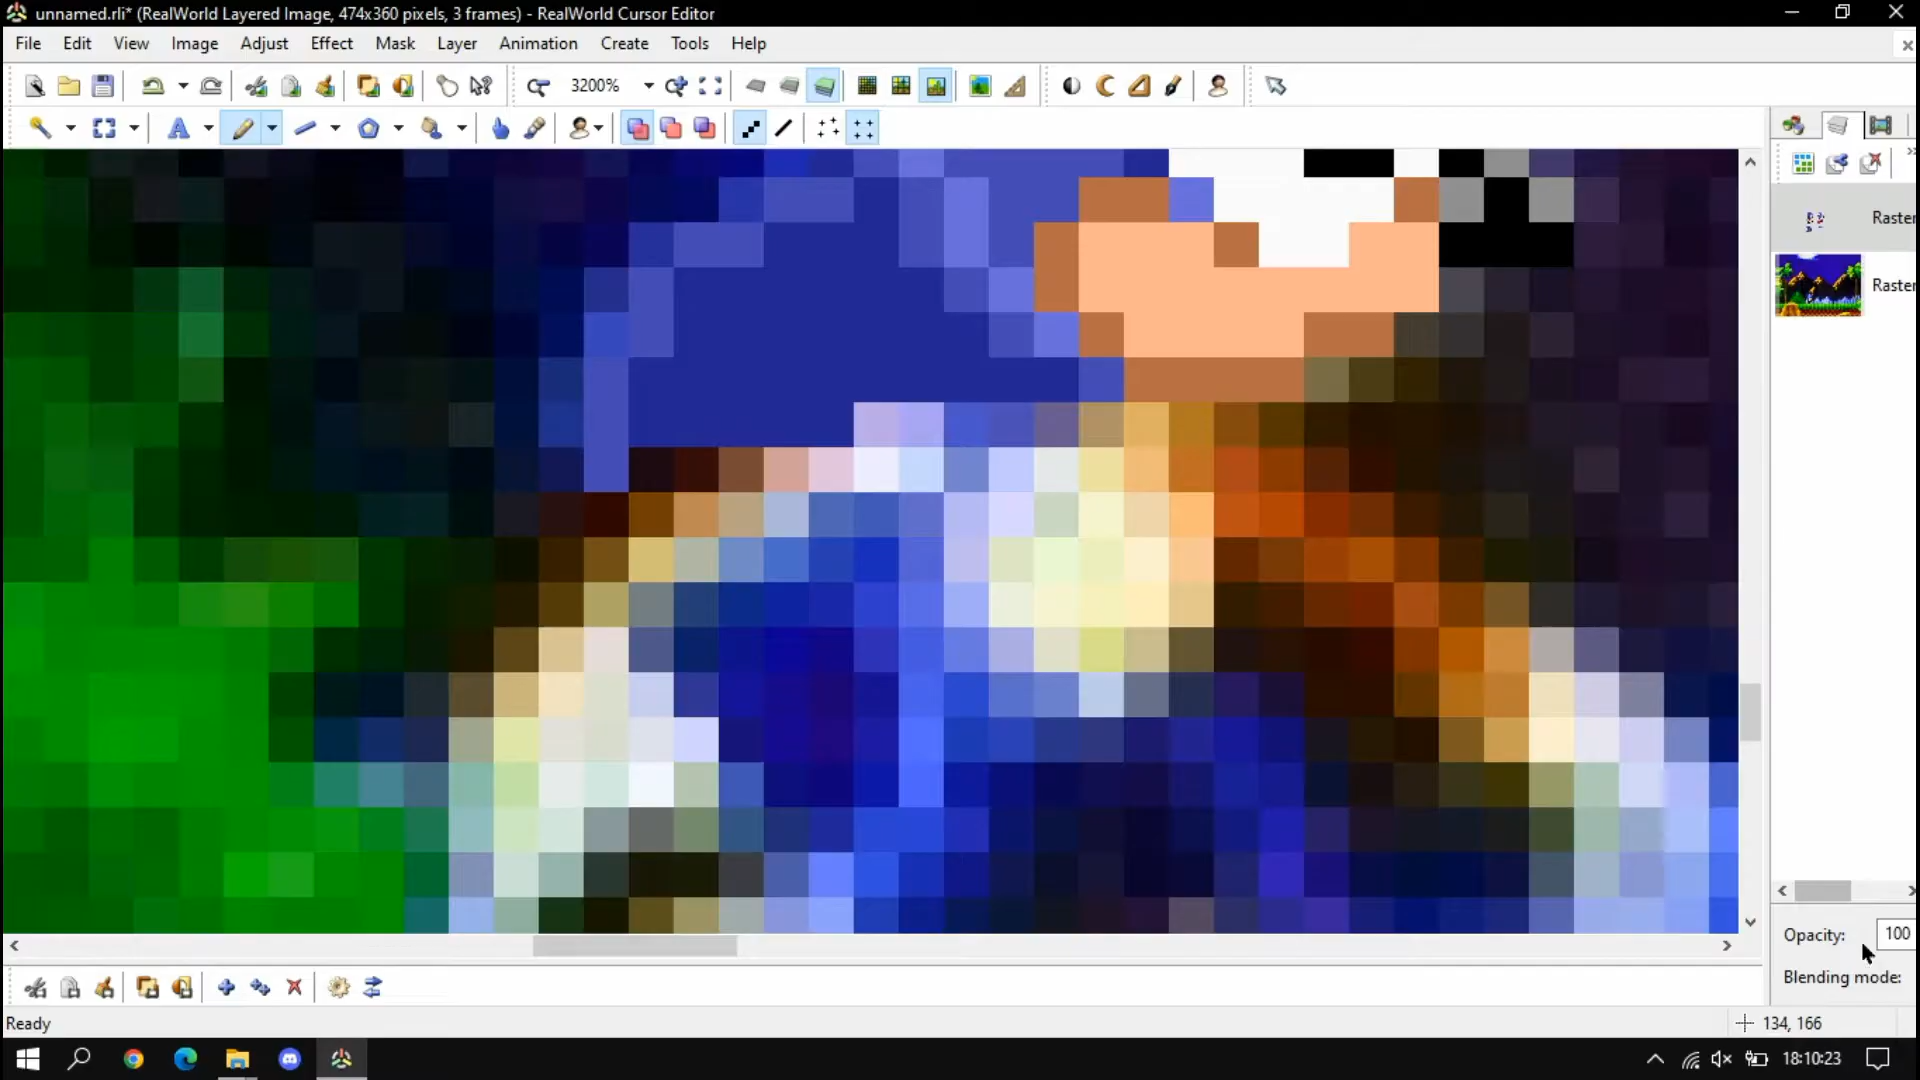 unnamed.rli* (RealWorld Layered Image, 474x360 pixels, 3 frames) - RealWorld Cursor Editor
File Edit View Image Adjust Effect Mask Layer Animation Create Tools Help
3200%
Raster
Raster
Opacity: 100
Blending mode:
Ready
134, 166
18:10:23